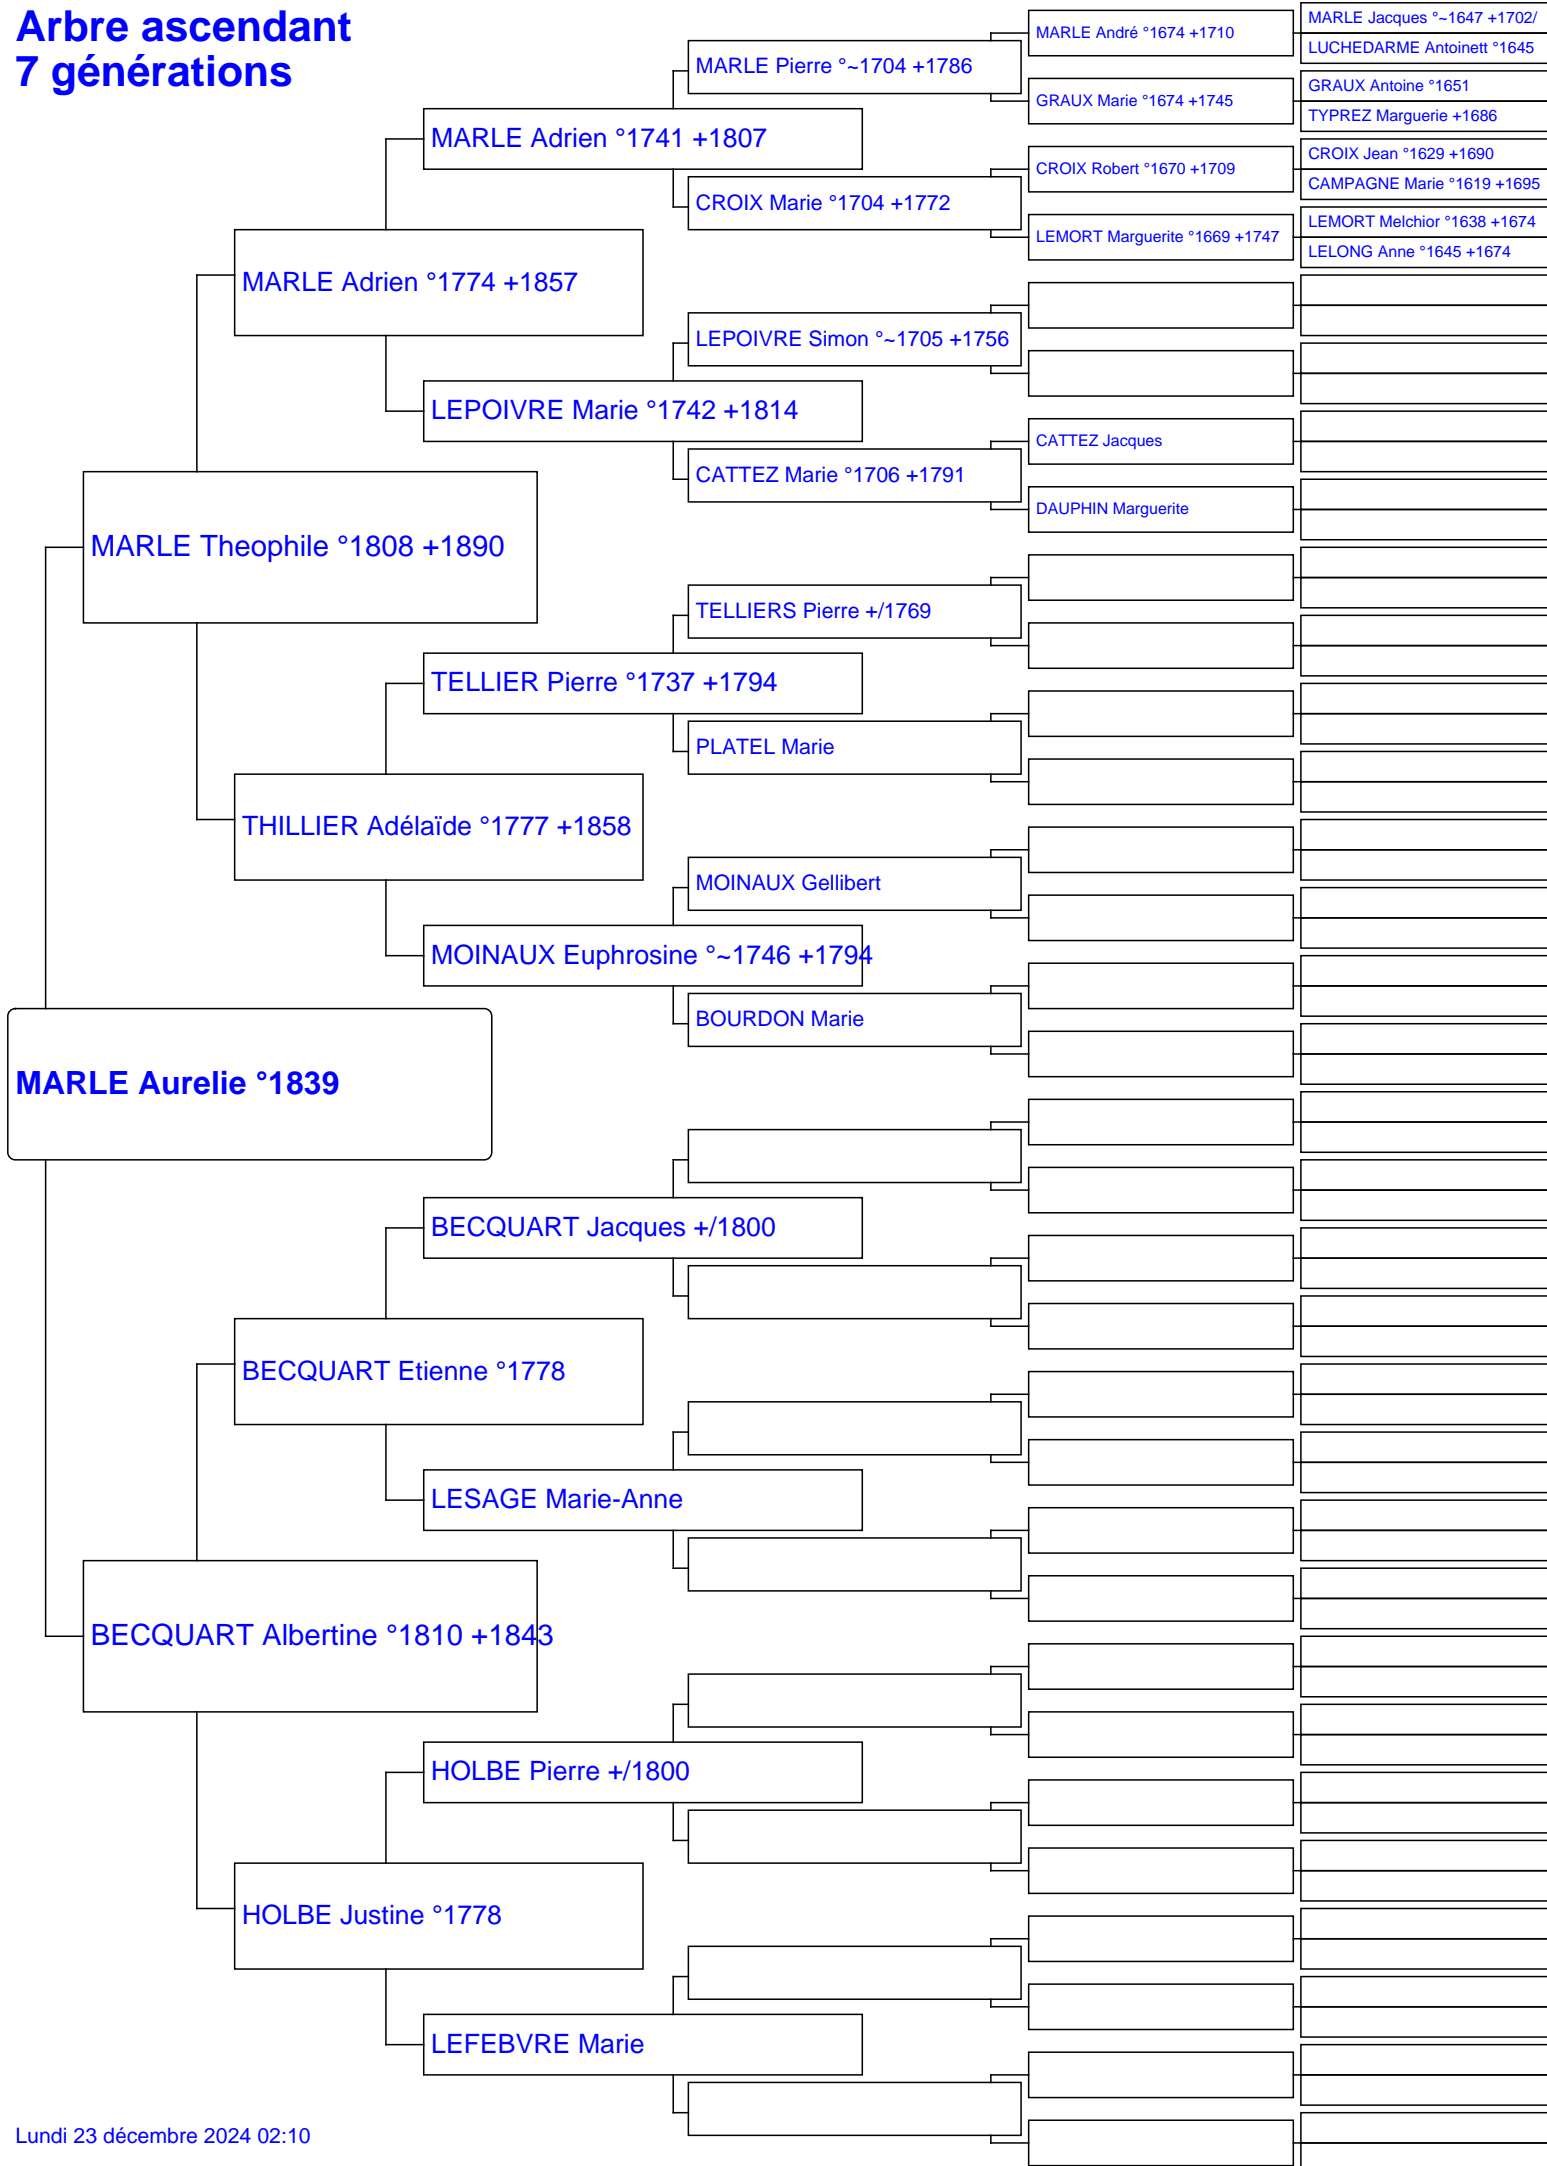 Arbre ascendant
7 générations
MARLE Jacques °~1647 +1702/
MARLE André °1674 +1710
LUCHEDARME Antoinett °1645
MARLE Pierre °~1704 +1786
GRAUX Antoine °1651
GRAUX Marie °1674 +1745
TYPREZ Marguerie +1686
MARLE Adrien °1741 +1807
CROIX Jean °1629 +1690
CROIX Robert °1670 +1709
CAMPAGNE Marie °1619 +1695
CROIX Marie °1704 +1772
LEMORT Melchior °1638 +1674
LEMORT Marguerite °1669 +1747
LELONG Anne °1645 +1674
MARLE Adrien °1774 +1857
LEPOIVRE Simon °~1705 +1756
LEPOIVRE Marie °1742 +1814
CATTEZ Jacques
CATTEZ Marie °1706 +1791
DAUPHIN Marguerite
MARLE Theophile °1808 +1890
TELLIERS Pierre +/1769
TELLIER Pierre °1737 +1794
PLATEL Marie
THILLIER Adélaïde °1777 +1858
MOINAUX Gellibert
MOINAUX Euphrosine °~1746 +1794
BOURDON Marie
MARLE Aurelie °1839
BECQUART Jacques +/1800
BECQUART Etienne °1778
LESAGE Marie-Anne
BECQUART Albertine °1810 +1843
HOLBE Pierre +/1800
HOLBE Justine °1778
LEFEBVRE Marie
Lundi 23 décembre 2024 02:10